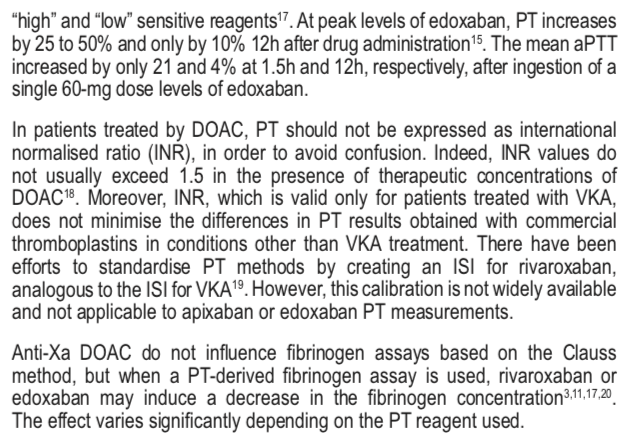 “high” and “low” sensitive reagents17. At peak levels of edoxaban, PT increases
by 25 to 50% and only by 10% 12h after drug administration15. The mean aPTT
increased by only 21 and 4% at 1.5h and 12h, respectively, after ingestion of a
single 60-mg dose levels of edoxaban.

In patients treated by DOAC, PT should not be expressed as international
normalised ratio (INR), in order to avoid confusion. Indeed, INR values do
not usually exceed 1.5 in the presence of therapeutic concentrations of
DOAC18. Moreover, INR, which is valid only for patients treated with VKA,
does not minimise the differences in PT results obtained with commercial
thromboplastins in conditions other than VKA treatment. There have been
efforts to standardise PT methods by creating an ISI for rivaroxaban,
analogous to the ISI for VKA19. However, this calibration is not widely available
and not applicable to apixaban or edoxaban PT measurements.

Anti-Xa DOAC do not influence fibrinogen assays based on the Clauss
method, but when a PT-derived fibrinogen assay is used, rivaroxaban or
edoxaban may induce a decrease in the fibrinogen concentration3,11,17,20.
The effect varies significantly depending on the PT reagent used.